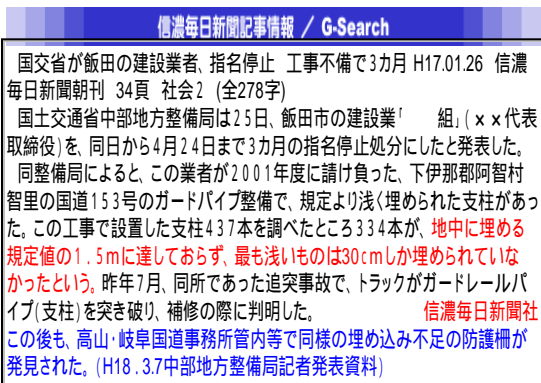 信濃毎日新聞記事情報 ／ G-Search
国交省が飯田の建設業者、指名停止 工事不備で3カ月 H17.01.26 信濃
毎日新聞朝刊 34頁 社会2 (全278字)
国土交通省中部地方整備局は25日、飯田市の建設業「　　組」(××代表
取締役)を、同日から4月24日まで3カ月の指名停止処分にしたと発表した。
同整備局によると、この業者が2001年度に請け負った、下伊那郡阿智村
智里の国道153号のガードパイプ整備で、規定より浅く埋められた支柱があっ
た。この工事で設置した支柱437本を調べたところ334本が、地中に埋める
規定値の1．5mに達しておらず、最も浅いものは30cmしか埋められていな
かったという。昨年7月、同所であった追突事故で、トラックがガードレールパ
イプ(支柱)を突き破り、補修の際に判明した。 信濃毎日新聞社
この後も、高山･岐阜国道事務所管内等で同様の埋め込み不足の防護柵が
発見された。(H18．3.7中部地方整備局記者発表資料)